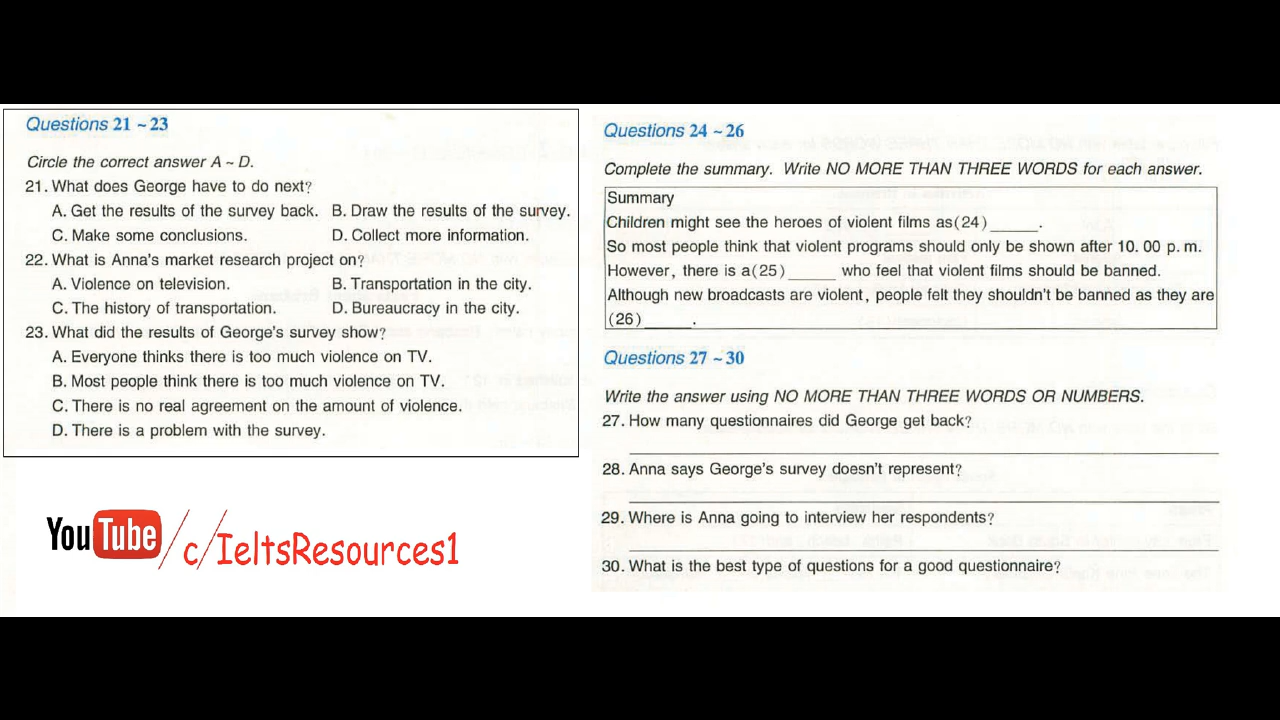 Questions 21 ~ 23
Circle the correct answer A ~ D.
21. What does George have to do next?
A. Get the results of the survey back. B. Draw the results of the survey.
C. Make some conclusions. D. Collect more information.
22. What is Anna's market research project on?
A. Violence on television. B. Transportation in the city.
C. The history of transportation. D. Bureaucracy in the city.
23. What did the results of George's survey show?
A. Everyone thinks there is too much violence on TV.
B. Most people think there is too much violence on TV.
C. There is no real agreement on the amount of violence.
D. There is a problem with the survey.
YouTube/c/IeltsResources1
Questions 24 ~ 26
Complete the summary. Write NO MORE THAN THREE WORDS for each answer.
Summary
Children might see the heroes of violent films as(24)_____.
So most people think that violent programs should only be shown after 10. 00 p. m.
However, there is a(25)_____ who feel that violent films should be banned.
Although new broadcasts are violent, people felt they shouldn't be banned as they are
(26)_____.
Questions 27 ~ 30
Write the answer using NO MORE THAN THREE WORDS OR NUMBERS.
27. How many questionnaires did George get back?
28. Anna says George's survey doesn't represent?
29. Where is Anna going to interview her respondents?
30. What is the best type of questions for a good questionnaire?